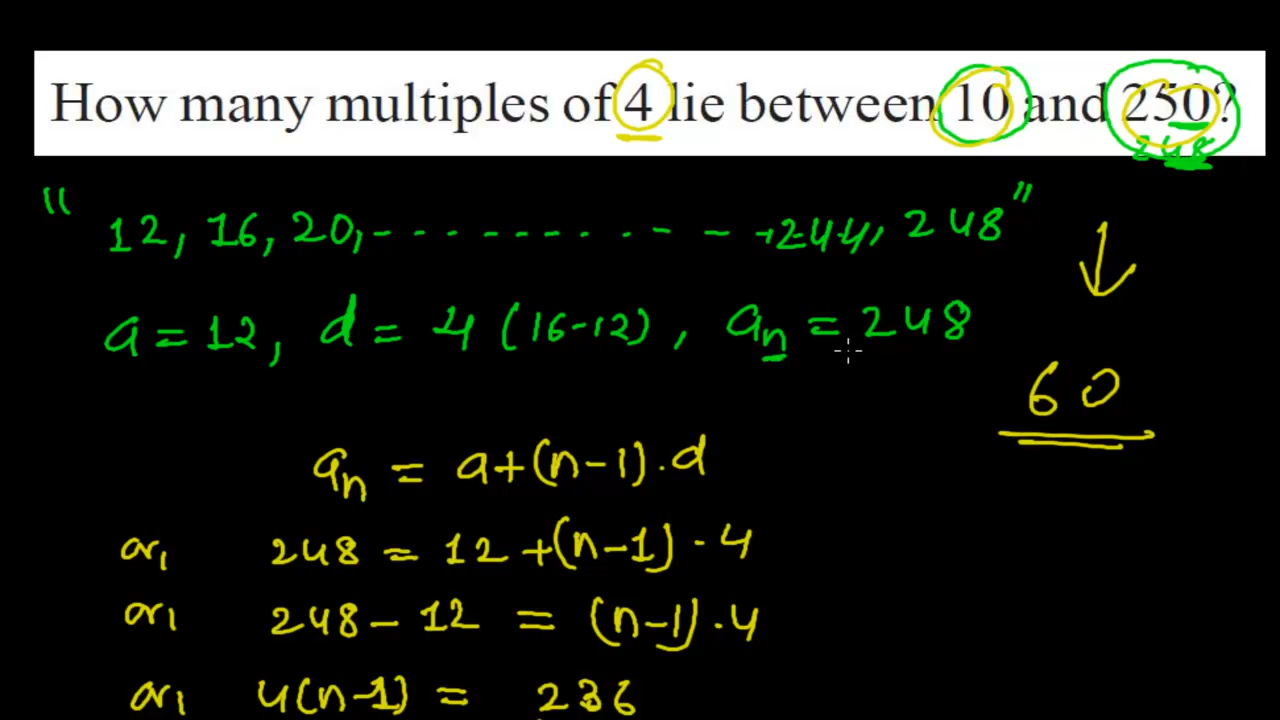 How many multiples of 4 lie between 10 and 250?
248
" 12, 16, 20, - - - - - - - - - - , 244, 248 "
a = 12, d = 4 (16-12), aₙ = 248
60
aₙ = a+(n-1).d
or, 248 = 12 +(n-1) · 4
or, 248 - 12 = (n-1) · 4
or, 4(n-1) = 236